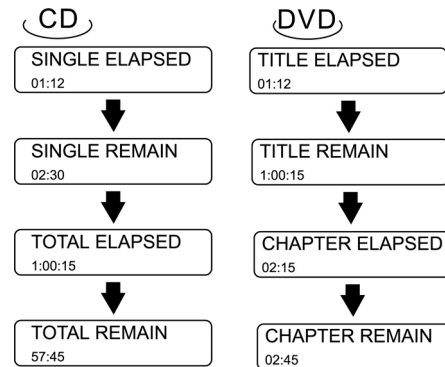 CD
SINGLE ELAPSED
01:12
SINGLE REMAIN
02:30
TOTAL ELAPSED
1:00:15
TOTAL REMAIN
57:45
DVD
TITLE ELAPSED
01:12
TITLE REMAIN
1:00:15
CHAPTER ELAPSED
02:15
CHAPTER REMAIN
02:45